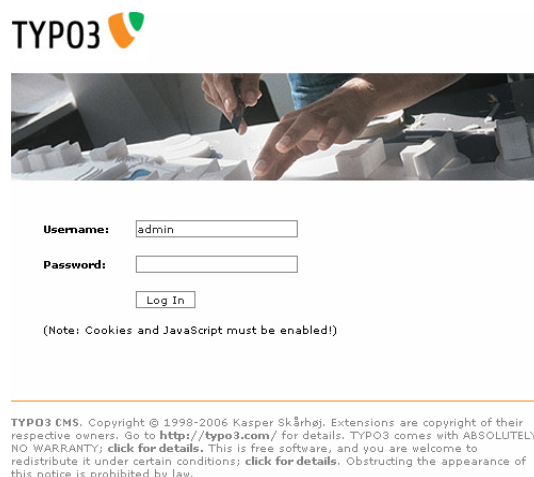 TYPO3
Username: admin
Password:
Log In
(Note: Cookies and JavaScript must be enabled!)
TYPO3 CMS. Copyright © 1998-2006 Kasper Skårhøj. Extensions are copyright of their
respective owners. Go to http://typo3.com/ for details. TYPO3 comes with ABSOLUTELY
NO WARRANTY; click for details. This is free software, and you are welcome to
redistribute it under certain conditions; click for details. Obstructing the appearance of
this notice is prohibited by law.